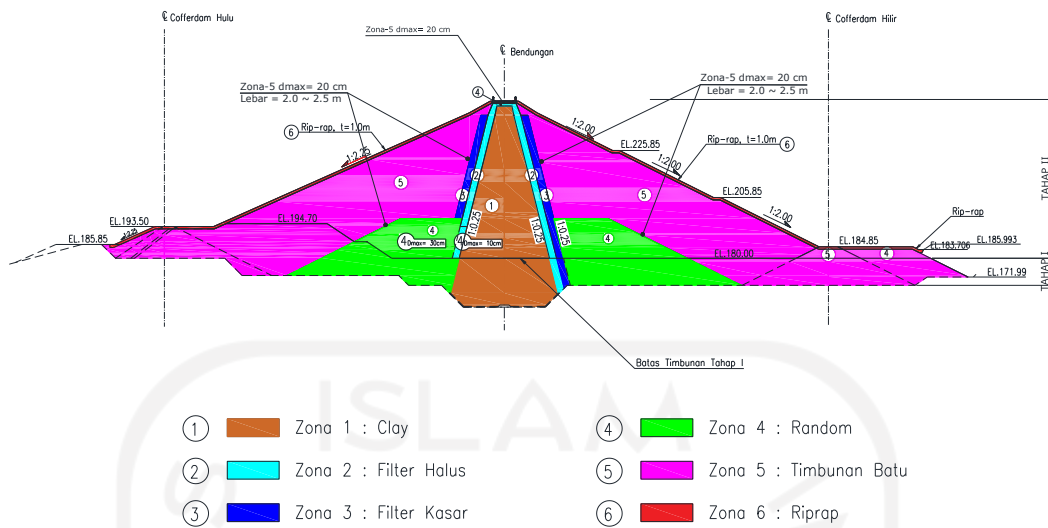 ℄ Cofferdam Hulu
℄ Cofferdam Hilir
Zona-5 dmax= 20 cm
℄ Bendungan
Zona-5 dmax= 20 cm
Lebar = 2.0 ~ 2.5 m
Zona-5 dmax= 20 cm
Lebar = 2.0 ~ 2.5 m
4
6 Rip-rap, t=1.0m
1:2.25
1:2.00
EL.225.85
Rip-rap, t=1.0m 6
1:2.00
EL.205.85
1:2.00
TAHAP II
5
2
3
1
2
3
5
EL.193.50
EL.194.70
1:0.25
1:0.25
1:0.25
4
4 Dmax= 30cm
4 Dmax= 10cm
4
Rip-rap
EL.185.85
EL.184.85
EL.183.706
EL.185.993
EL.180.00
5
4
EL.171.99
TAHAP I
Batas Timbunan Tahap I
ISLAM
1 Zona 1 : Clay
4 Zona 4 : Random
2 Zona 2 : Filter Halus
5 Zona 5 : Timbunan Batu
3 Zona 3 : Filter Kasar
6 Zona 6 : Riprap